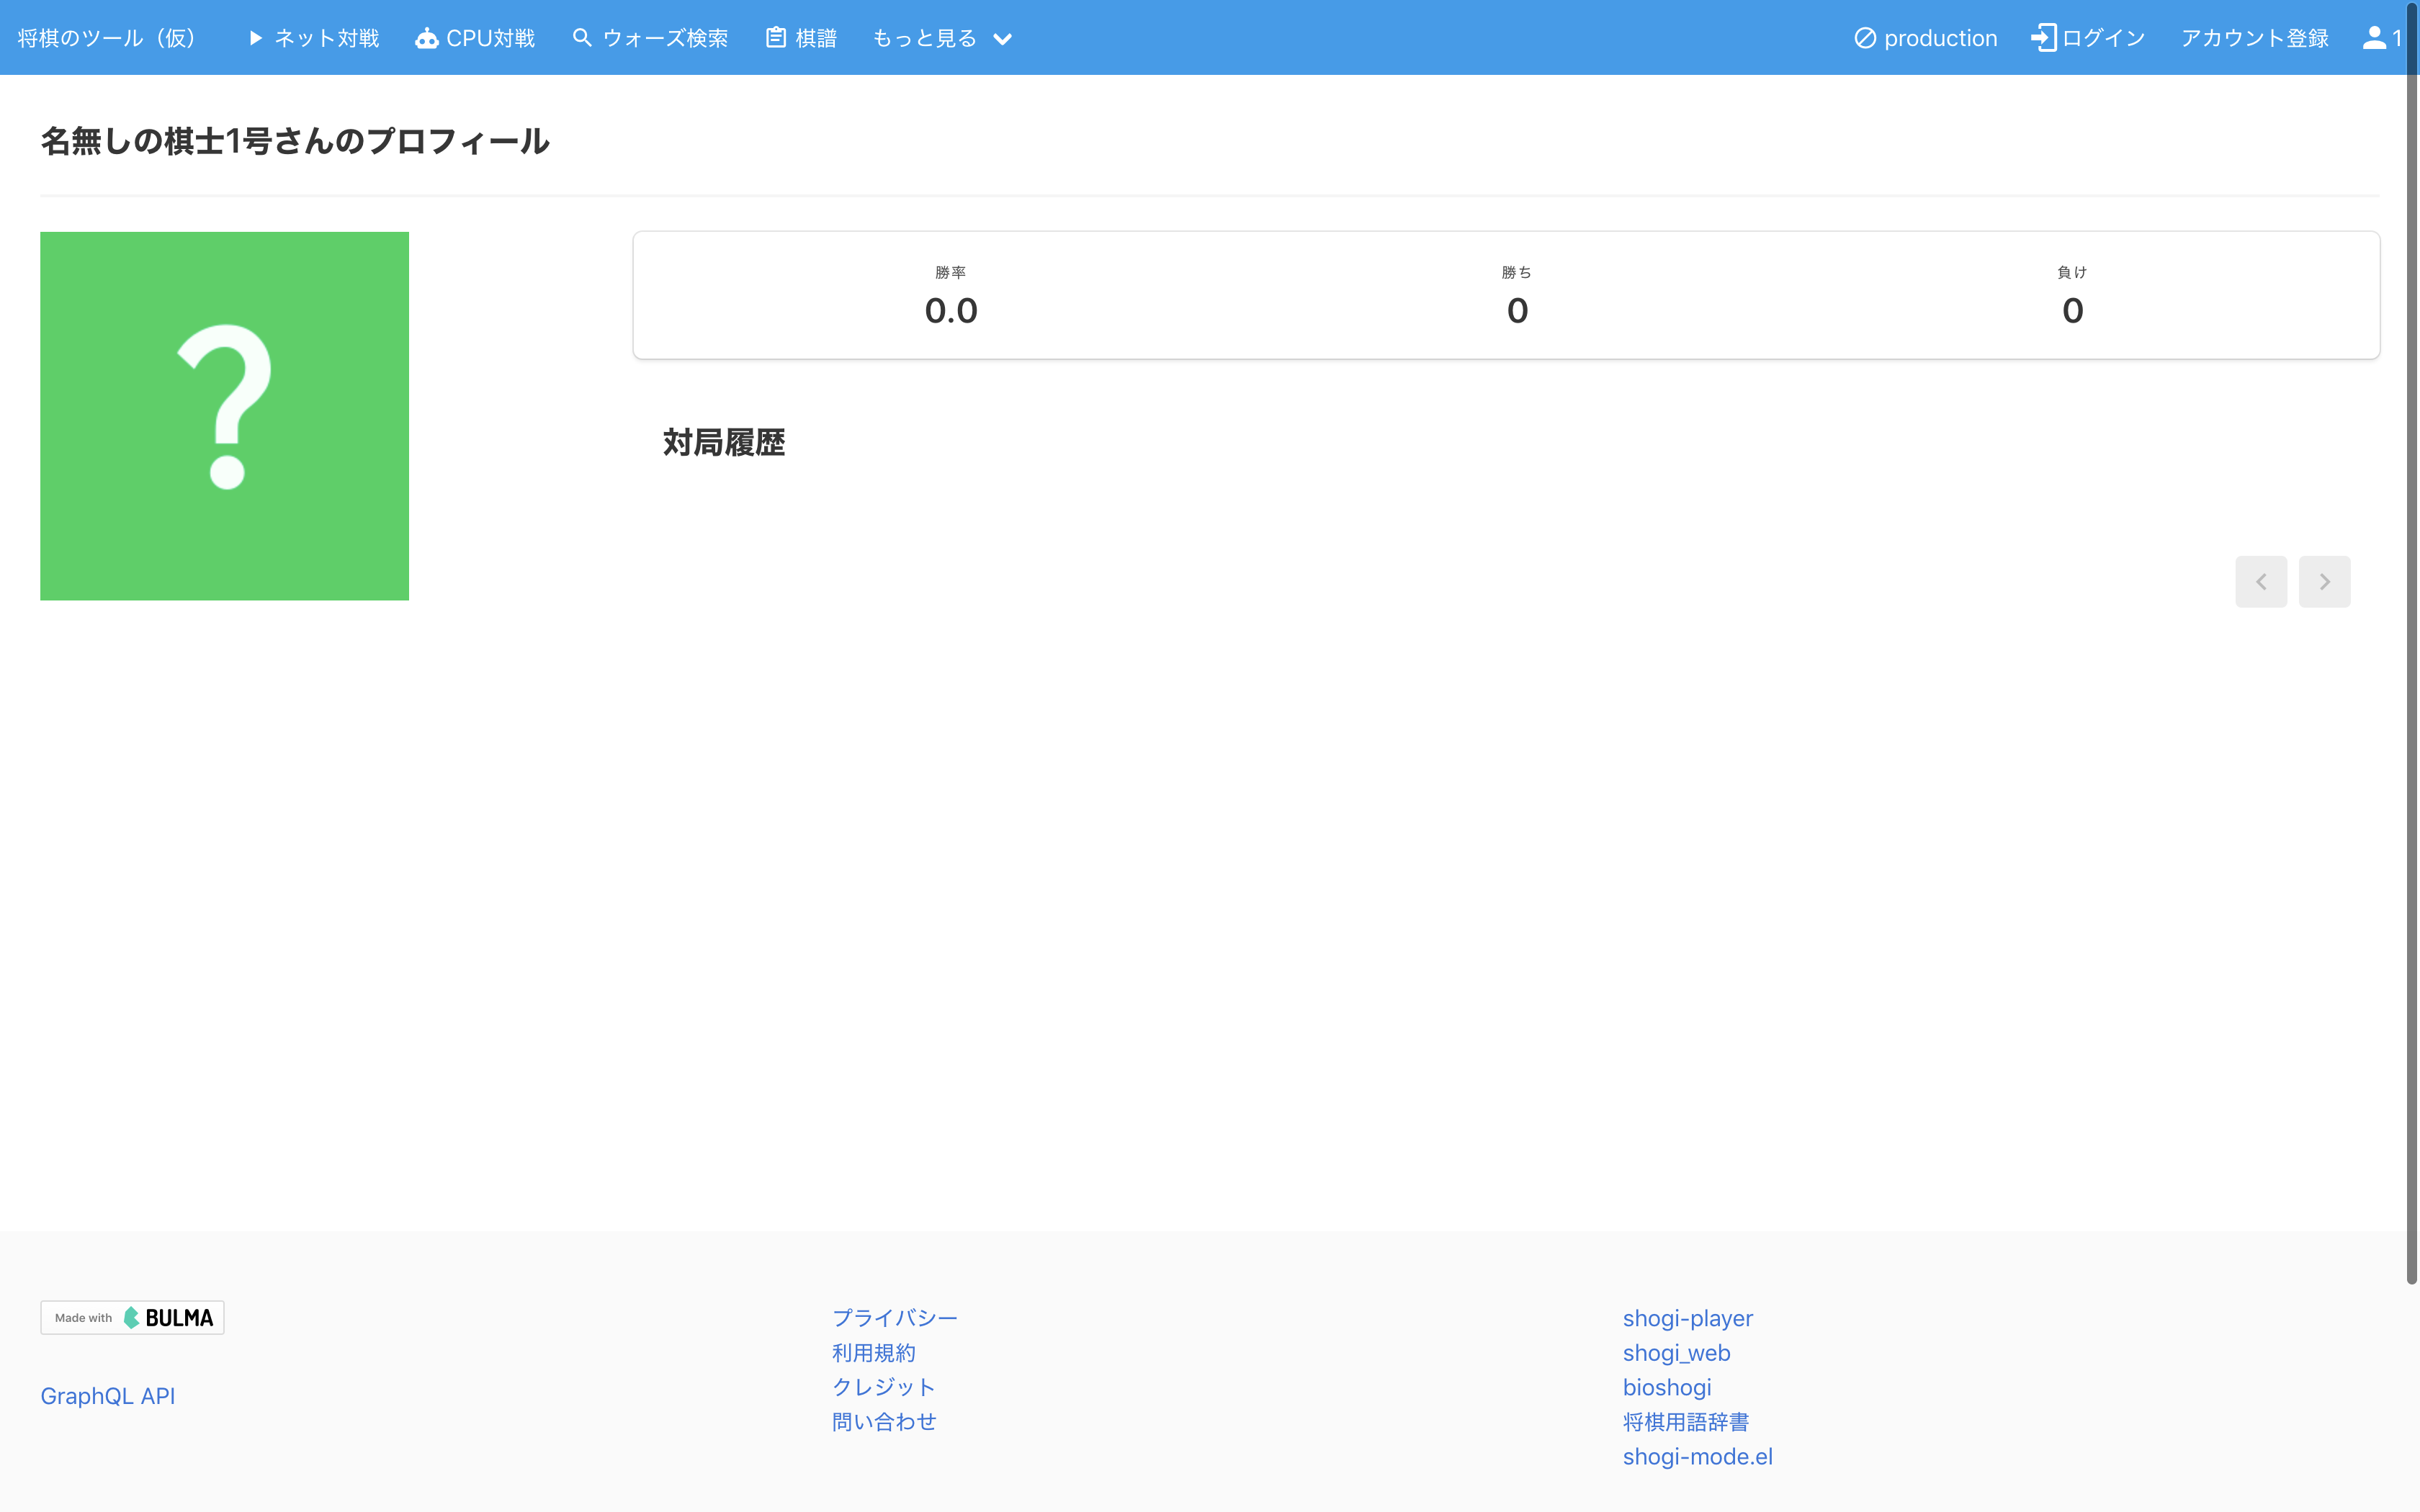 将棋のツール（仮） ネット対戦 CPU対戦 ウォーズ検索 棋譜 もっと見る production ログイン アカウント登録 1
名無しの棋士1号さんのプロフィール
?
勝率 勝ち 負け
0.0 0 0
対局履歴
Made with BULMA
GraphQL API
プライバシー
利用規約
クレジット
問い合わせ
shogi-player
shogi_web
bioshogi
将棋用語辞書
shogi-mode.el